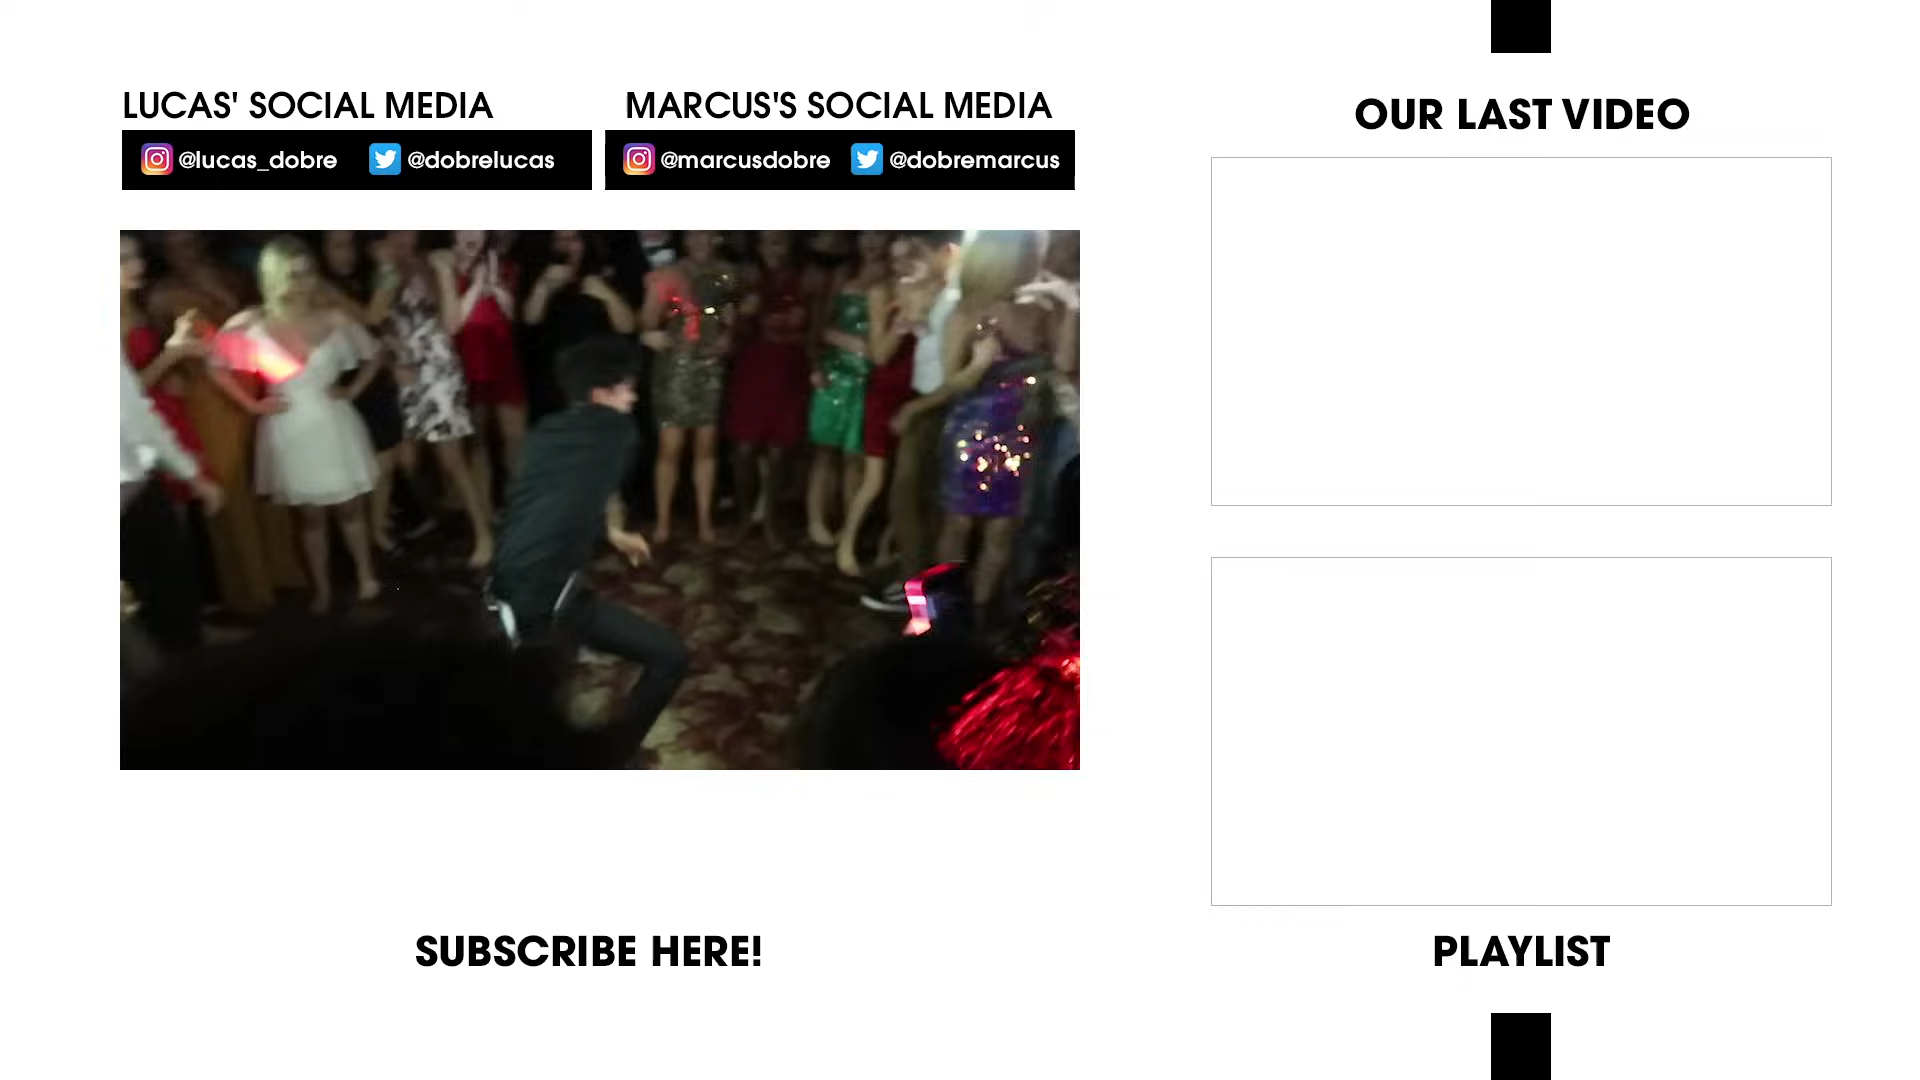 LUCAS' SOCIAL MEDIA
@lucas_dobre @dobrelucas
MARCUS'S SOCIAL MEDIA
@marcusdobre @dobremarcus
OUR LAST VIDEO
SUBSCRIBE HERE!
PLAYLIST